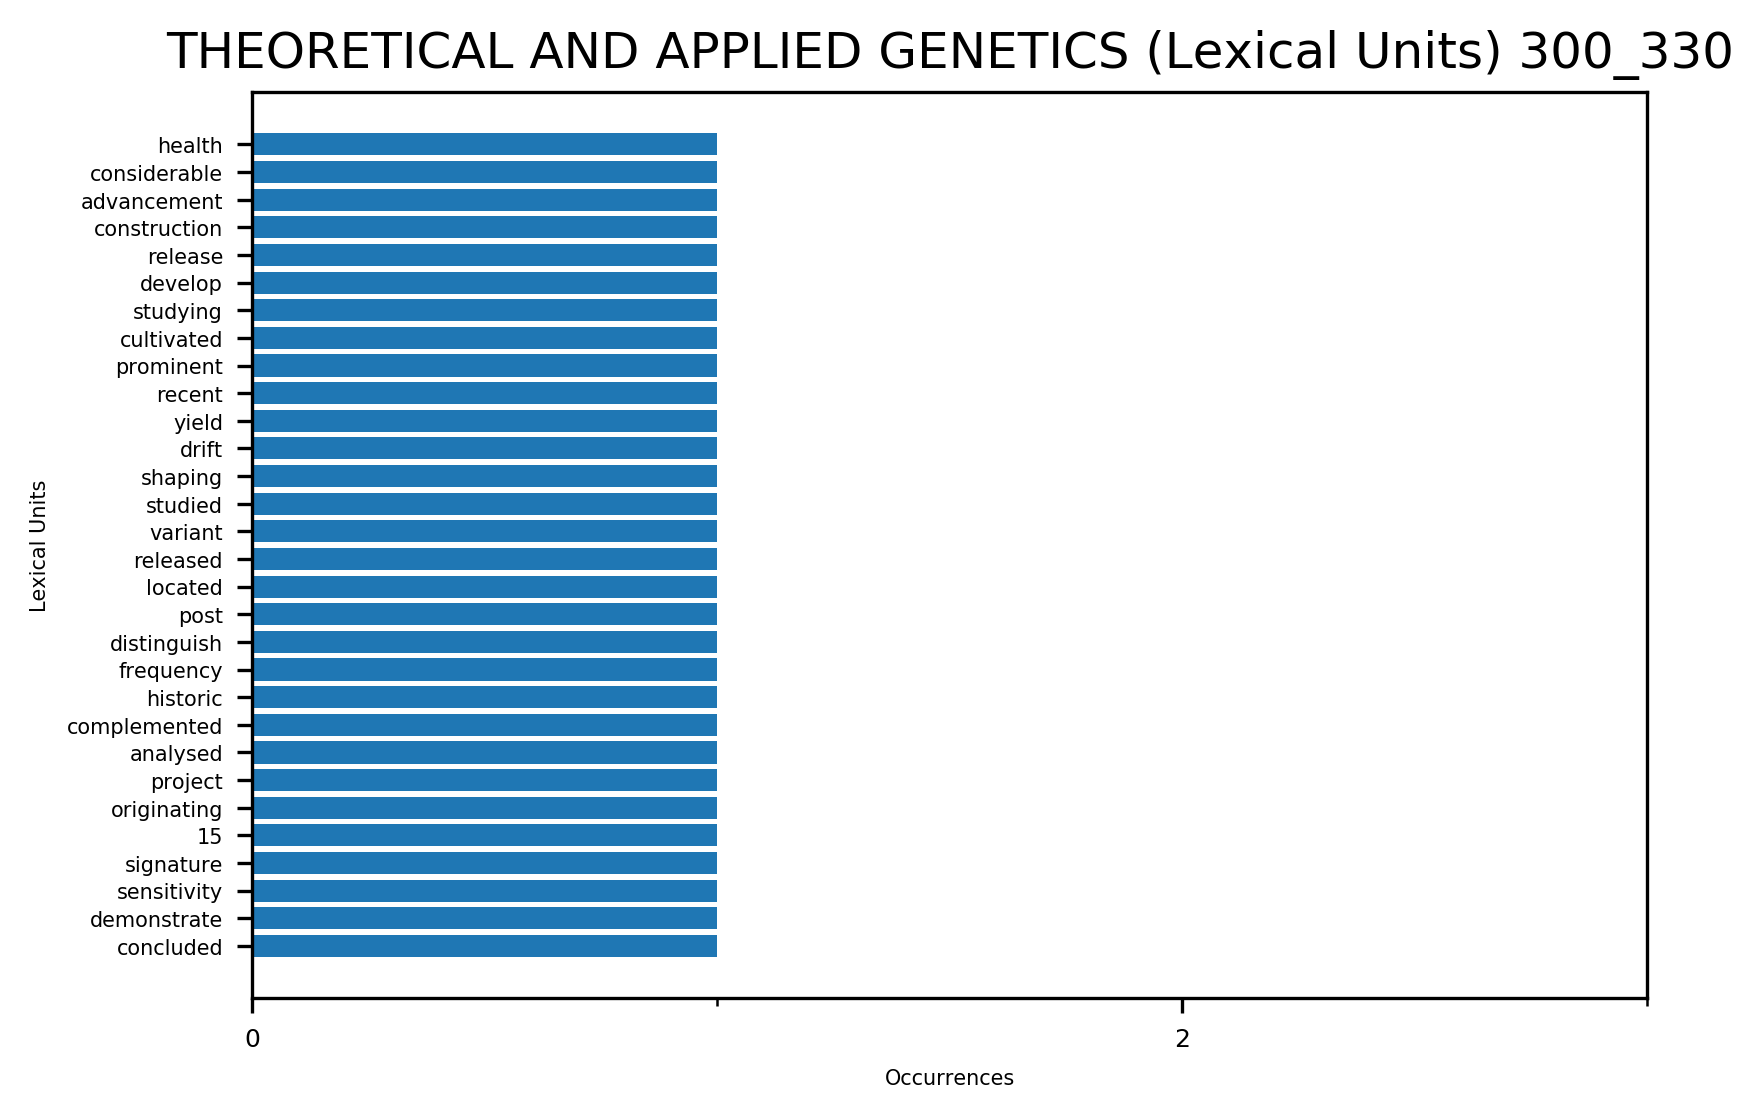 THEORETICAL AND APPLIED GENETICS (Lexical Units) 300_330
health
considerable
advancement
construction
release
develop
studying
cultivated
prominent
recent
yield
drift
shaping
studied
variant
released
located
post
distinguish
frequency
historic
complemented
analysed
project
originating
15
signature
sensitivity
demonstrate
concluded
Lexical Units
0 2
Occurrences